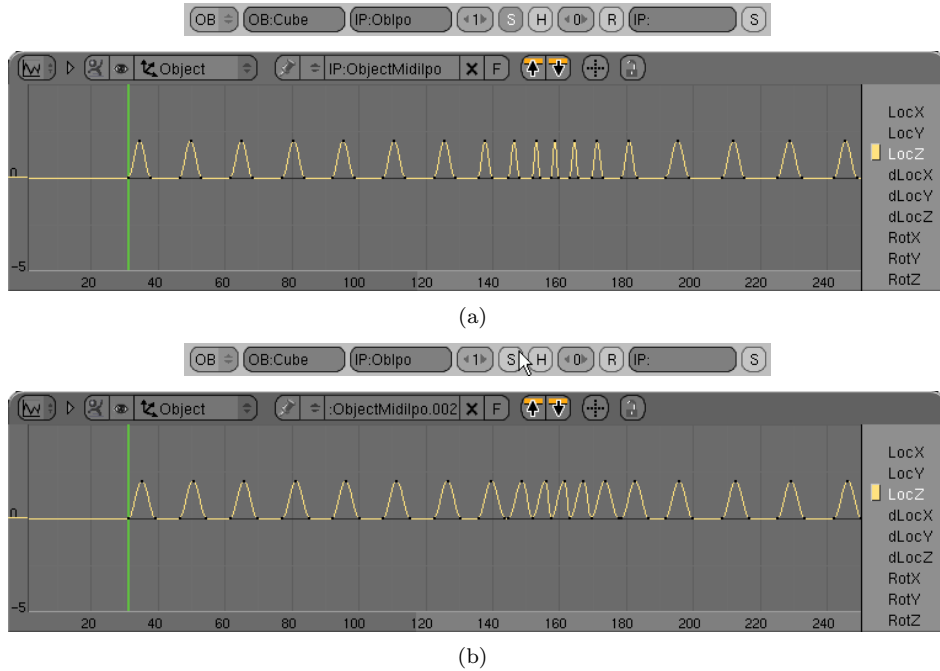 OB OB:Cube IP:ObIpo 1 S H 0 R IP: S
Object IP:ObjectMidiIpo X F
LocX
LocY
LocZ
0
dLocX
dLocY
dLocZ
RotX
RotY
-5
RotZ
20 40 60 80 100 120 140 160 180 200 220 240
(a)
OB OB:Cube IP:ObIpo 1 S H 0 R IP: S
Object :ObjectMidiIpo.002 X F
LocX
LocY
LocZ
0
dLocX
dLocY
dLocZ
RotX
RotY
-5
RotZ
20 40 60 80 100 120 140 160 180 200 220 240
(b)